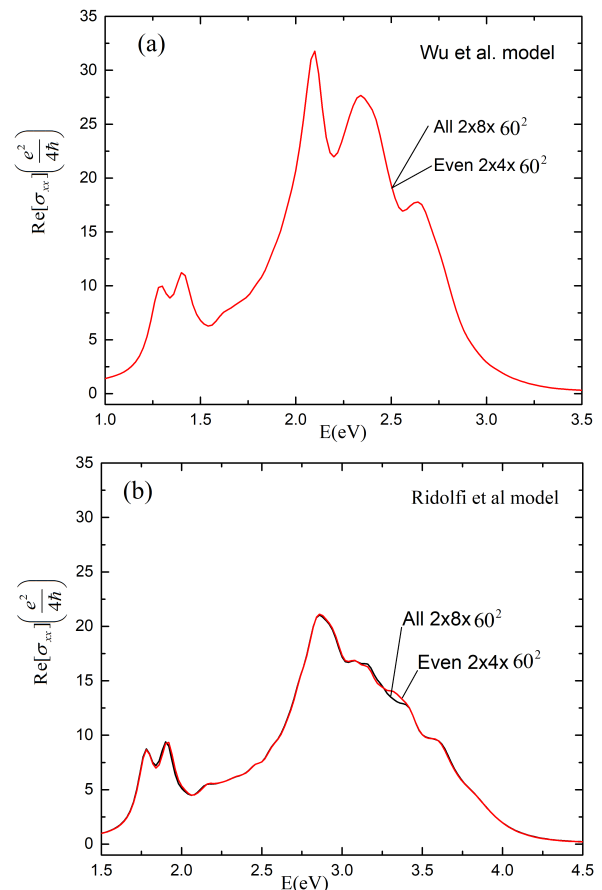 (a)
Wu et al. model
All 2x8x 60²
Even 2x4x 60²
Re[σₓₓ](e²/4ħ)
35
30
25
20
15
10
5
0
1.0 1.5 2.0 2.5 3.0 3.5
E(eV)
(b)
Ridolfi et al model
All 2x8x 60²
Even 2x4x 60²
Re[σₓₓ](e²/4ħ)
35
30
25
20
15
10
5
0
1.5 2.0 2.5 3.0 3.5 4.0 4.5
E(eV)